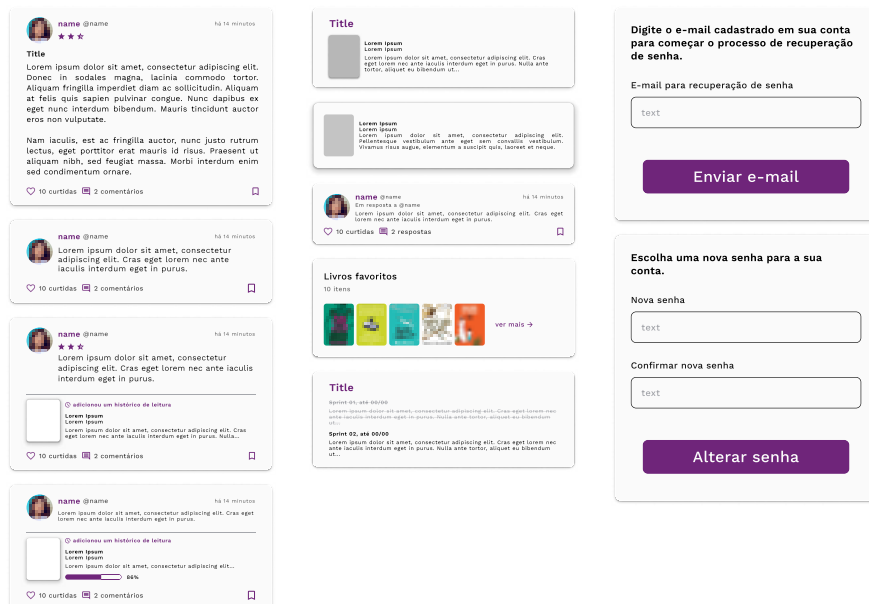 name @name
há 14 minutos
Title
Lorem ipsum dolor sit amet, consectetur adipiscing elit.
Donec in sodales magna, lacinia commodo tortor.
Aliquam fringilla imperdiet diam ac sollicitudin. Aliquam
at felis quis sapien pulvinar congue. Nunc dapibus ex
eget nunc interdum bibendum. Mauris tincidunt auctor
eros non vulputate.
Nam iaculis, est ac fringilla auctor, nunc justo rutrum
lectus, eget porttitor erat mauris id risus. Praesent ut
aliquam nibh, sed feugiat massa. Morbi interdum enim
sed condimentum ornare.
10 curtidas 2 comentários
name @name
há 14 minutos
Lorem ipsum dolor sit amet, consectetur
adipiscing elit. Cras eget lorem nec ante
iaculis interdum in eget in purus.
10 curtidas 2 comentários
name @name
há 14 minutos
Lorem ipsum dolor sit amet, consectetur
adipiscing elit. Cras eget lorem nec ante iaculis
interdum in eget in purus.
adicionou um histórico de leitura
Lorem Ipsum
Lorem Ipsum
Lorem ipsum dolor sit amet, consectetur adipiscing elit. Cras
eget lorem nec ante iaculis interdum in eget in purus. Nulla...
10 curtidas 2 comentários
name @name
há 14 minutos
Lorem ipsum dolor sit amet, consectetur adipiscing elit. Cras eget
lorem nec ante iaculis interdum in eget in purus.
adicionou um histórico de leitura
Lorem Ipsum
Lorem Ipsum
Lorem ipsum dolor sit amet, consectetur adipiscing elit...
86%
10 curtidas 2 comentários
Title
Lorem Ipsum
Lorem Ipsum
Lorem ipsum dolor sit amet, consectetur adipiscing elit. Cras
eget lorem nec ante iaculis interdum in eget in purus. Nulla ante
tortor, aliquet eu bibendum ut...
Lorem Ipsum
Lorem ipsum
Lorem ipsum dolor sit amet, consectetur adipiscing elit.
Pellentesque vestibulum ante eget sem convallis vestibulum.
Vivamus risus augue, elementum a suscipit quis, laoreet et neque.
name @name
há 14 minutos
Em resposta a @name
Lorem ipsum dolor sit amet, consectetur adipiscing elit. Cras eget
lorem nec ante iaculis interdum in eget in purus.
10 curtidas 2 respostas
Livros favoritos
10 itens
ver mais →
Title
Sprint 01, até 00/00
Lorem ipsum dolor sit amet, consectetur adipiscing elit. Cras eget lorem nec
ante iaculis interdum in eget in purus. Nulla ante tortor, aliquet eu bibendum
ut...
Sprint 02, até 00/00
Lorem ipsum dolor sit amet, consectetur adipiscing elit. Cras eget lorem nec
ante iaculis interdum in eget in purus. Nulla ante tortor, aliquet eu bibendum
ut...
Digite o e-mail cadastrado em sua conta
para começar o processo de recuperação
de senha.
E-mail para recuperação de senha
text
Enviar e-mail
Escolha uma nova senha para a sua
conta.
Nova senha
text
Confirmar nova senha
text
Alterar senha